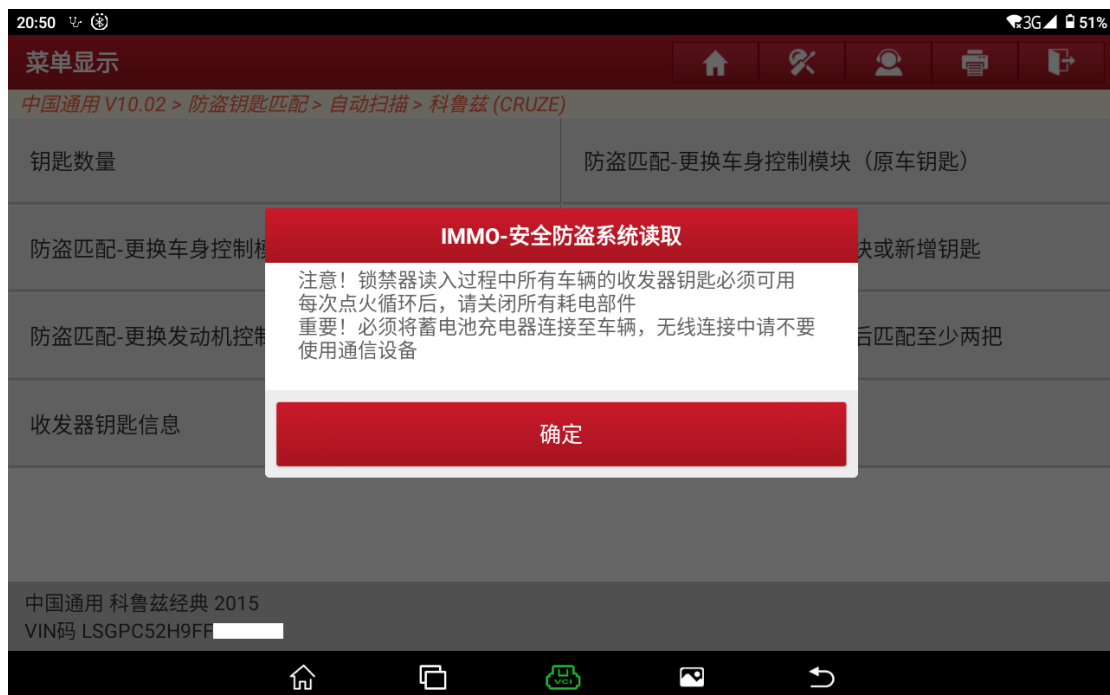 20:50
3G
51%
菜单显示
中国通用 V10.02 > 防盗钥匙匹配 > 自动扫描 > 科鲁兹 (CRUZE)
钥匙数量
防盗匹配-更换车身控制模块（原车钥匙）
防盗匹配-更换车身控制
块或新增钥匙
防盗匹配-更换发动机控制
后匹配至少两把
收发器钥匙信息
IMMO-安全防盗系统读取
注意！锁禁器读入过程中所有车辆的收发器钥匙必须可用
每次点火循环后，请关闭所有耗电部件
重要！必须将蓄电池充电器连接至车辆，无线连接中请不要
使用通信设备
确定
中国通用 科鲁兹经典 2015
VIN码 LSGPC52H9FF
VCI